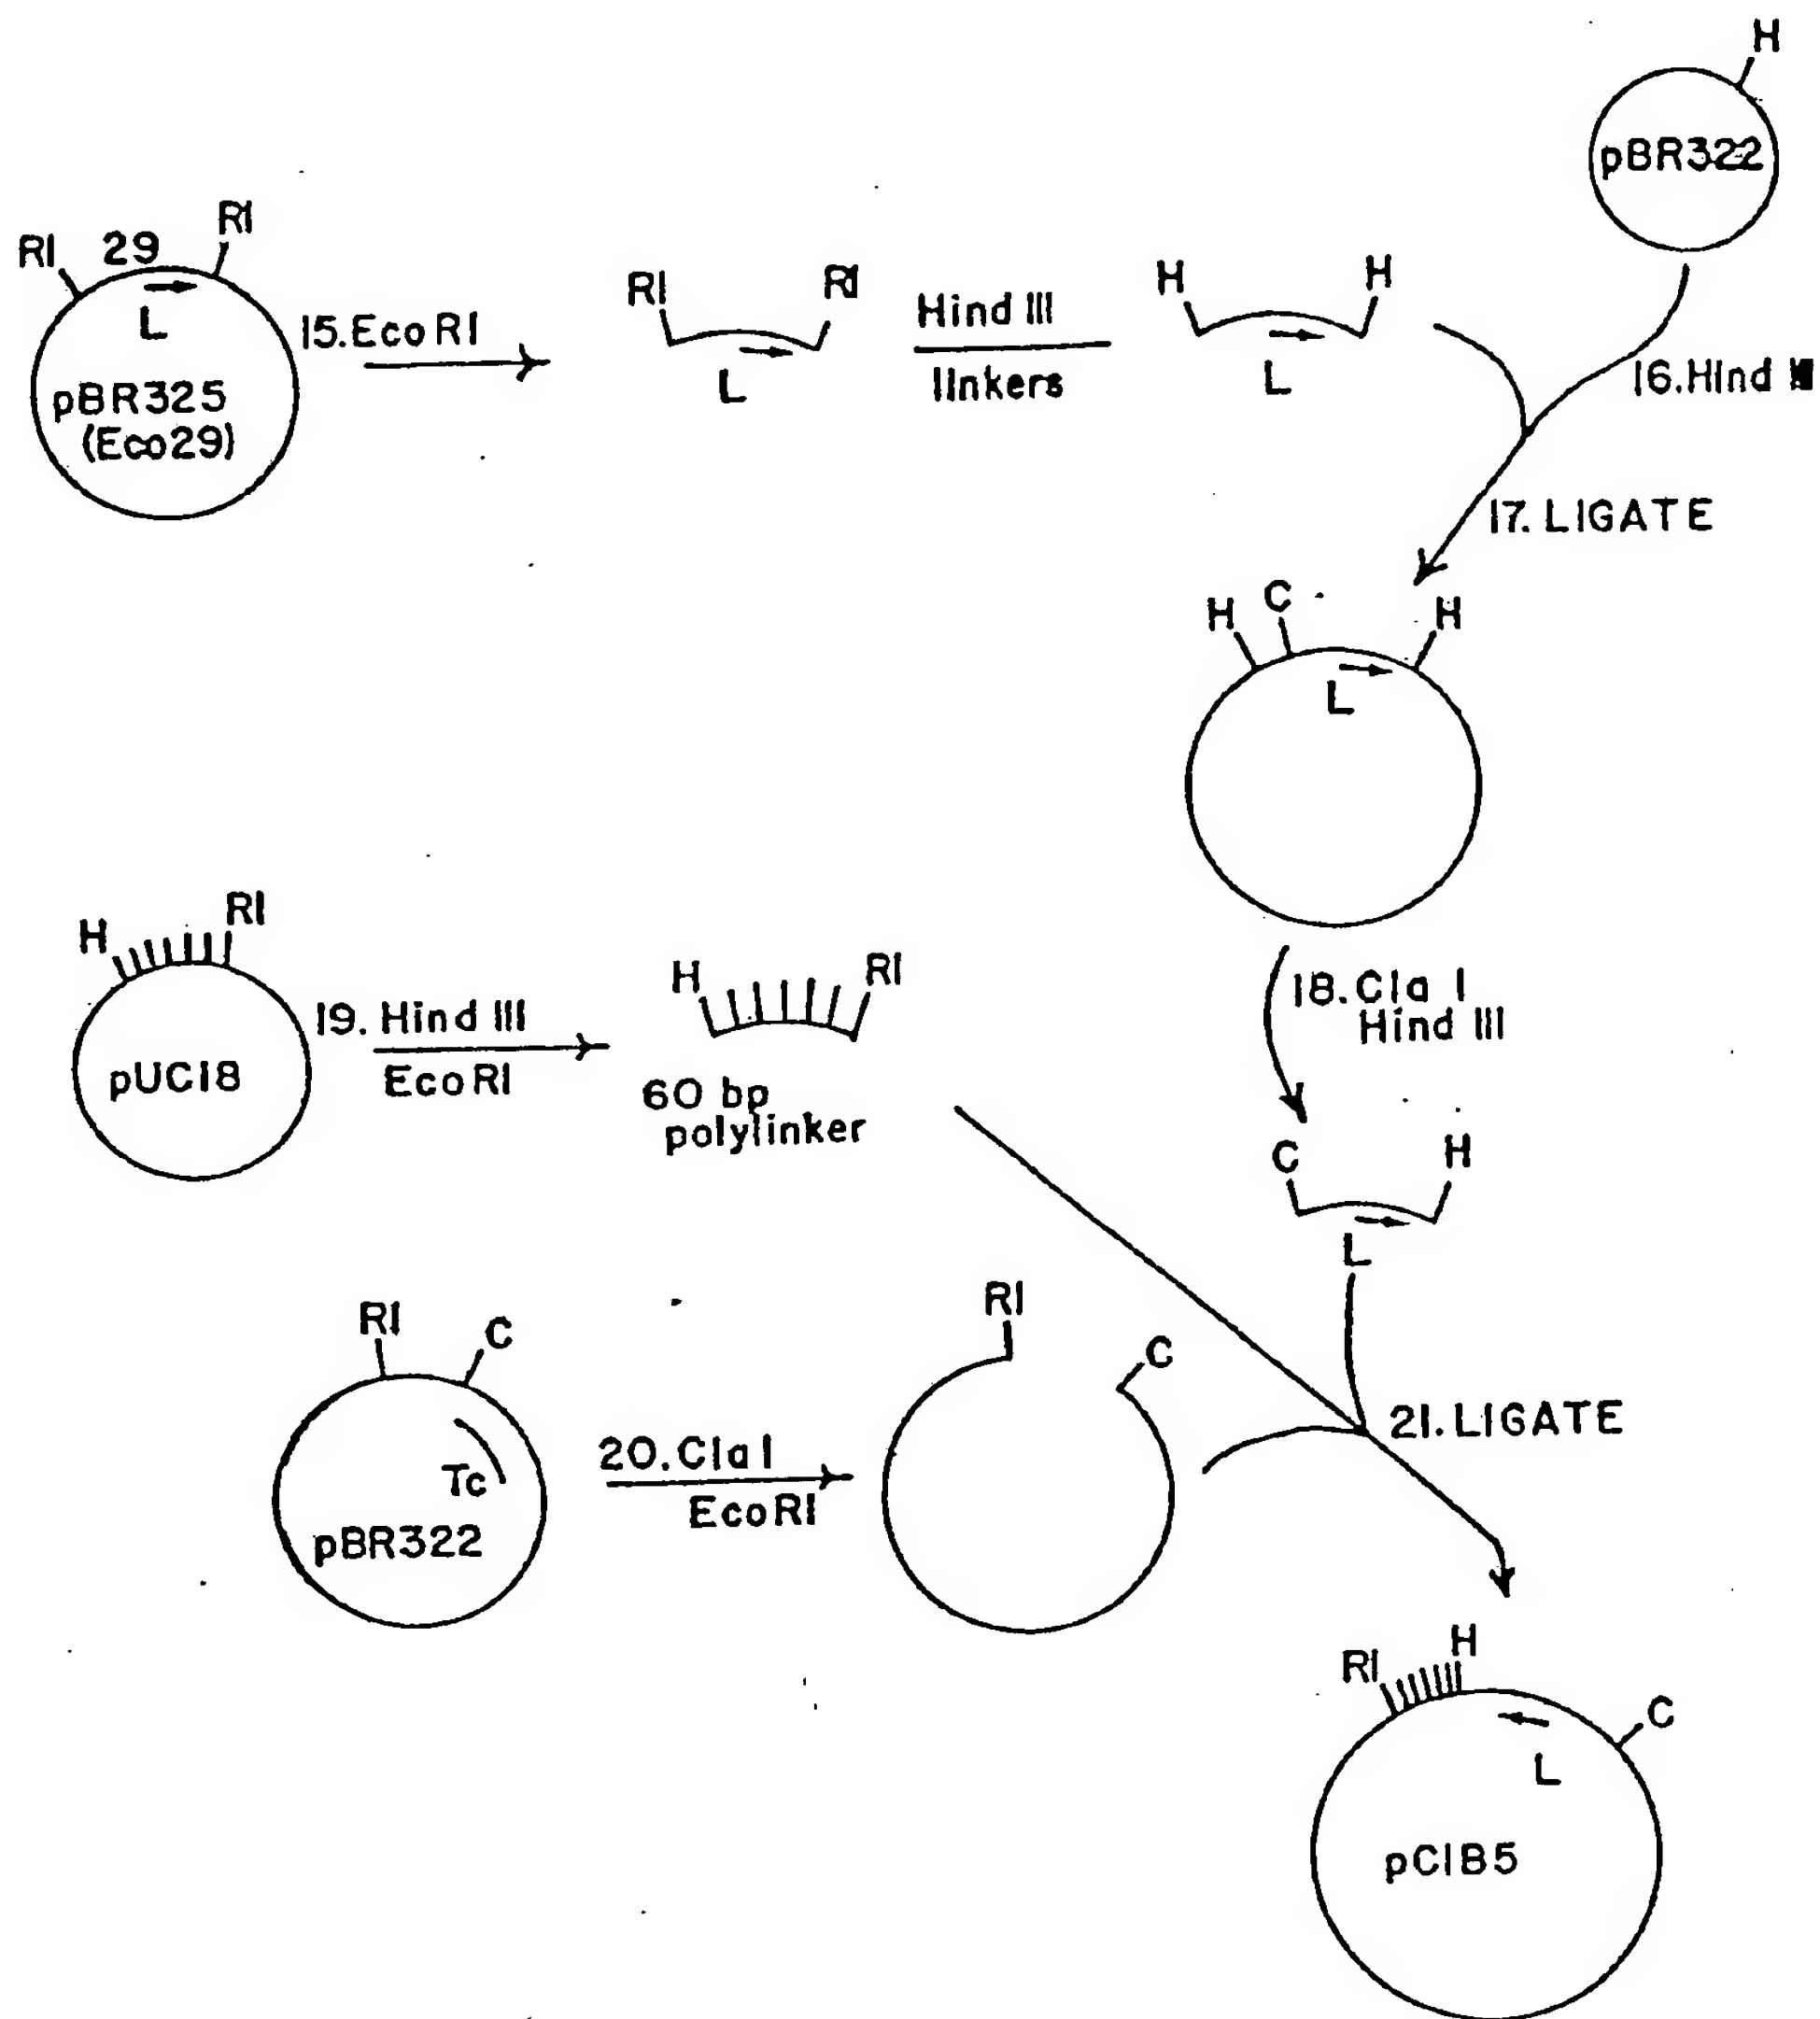 H
pBR322
RI 29 RI
L
pBR325
(Eco29)
15.EcoRI
RI RI
L
Hind III
linkers
H H
L
16.Hind
17. LIGATE
H C H
L
18.Cla I
Hind III
H RI
pUC18
19. Hind III
EcoRI
H RI
60 bp
polylinker
C H
L
RI C
Tc
pBR322
20.Cla I
EcoRI
RI C
21. LIGATE
RI H C
L
pCIB5